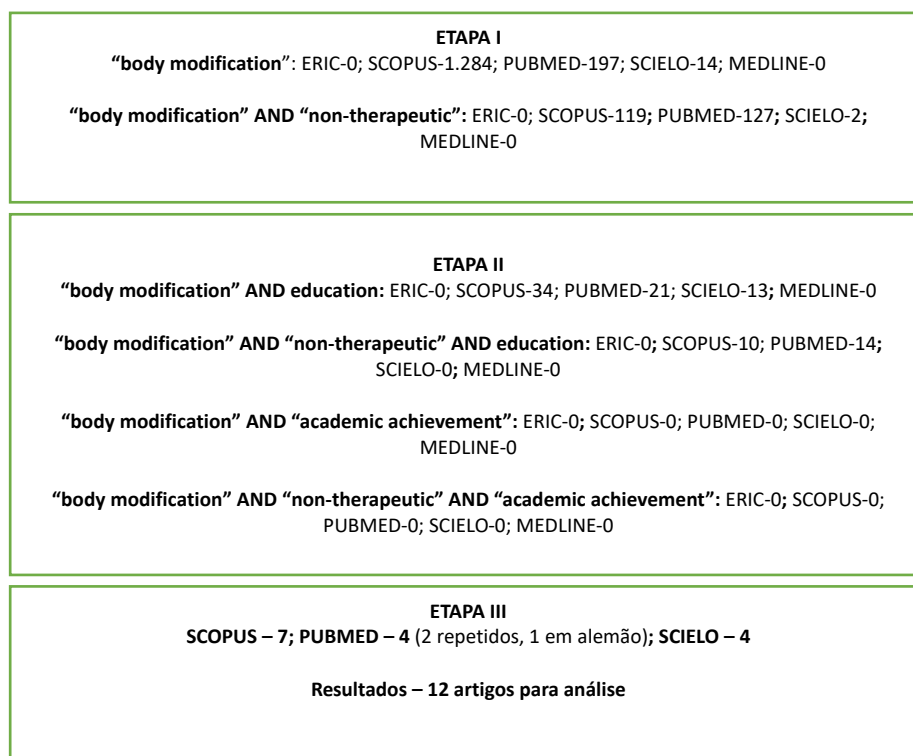 ETAPA I
“body modification”: ERIC-0; SCOPUS-1.284; PUBMED-197; SCIELO-14; MEDLINE-0
“body modification” AND “non-therapeutic”: ERIC-0; SCOPUS-119; PUBMED-127; SCIELO-2;
MEDLINE-0
ETAPA II
“body modification” AND education: ERIC-0; SCOPUS-34; PUBMED-21; SCIELO-13; MEDLINE-0
“body modification” AND “non-therapeutic” AND education: ERIC-0; SCOPUS-10; PUBMED-14;
SCIELO-0; MEDLINE-0
“body modification” AND “academic achievement”: ERIC-0; SCOPUS-0; PUBMED-0; SCIELO-0;
MEDLINE-0
“body modification” AND “non-therapeutic” AND “academic achievement”: ERIC-0; SCOPUS-0;
PUBMED-0; SCIELO-0; MEDLINE-0
ETAPA III
SCOPUS – 7; PUBMED – 4 (2 repetidos, 1 em alemão); SCIELO – 4
Resultados – 12 artigos para análise